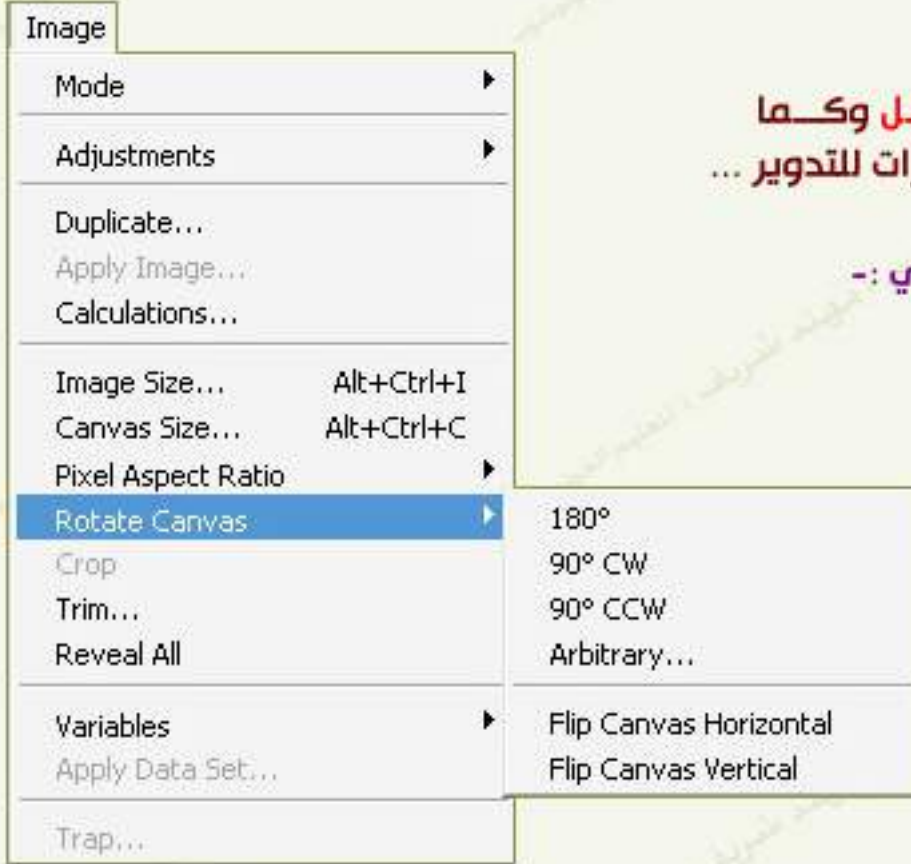 Image
Mode
Adjustments
Duplicate...
Apply Image...
Calculations...
Image Size... Alt+Ctrl+I
Canvas Size... Alt+Ctrl+C
Pixel Aspect Ratio
Rotate Canvas
Crop
Trim...
Reveal All
Variables
Apply Data Set...
Trap...
180°
90° CW
90° CCW
Arbitrary...
Flip Canvas Horizontal
Flip Canvas Vertical
وكـــما
للتدوير ...